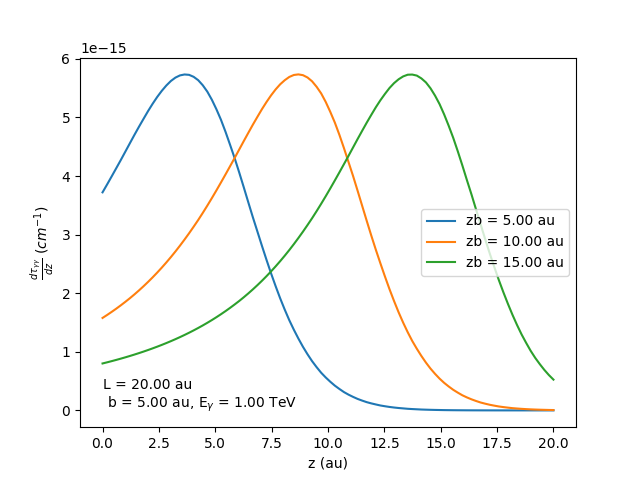 1e−15
6
5
4
3
2
1
0
dτγγ/dz (cm⁻¹)
zb = 5.00 au
zb = 10.00 au
zb = 15.00 au
L = 20.00 au
b = 5.00 au, Eγ = 1.00 TeV
0.0 2.5 5.0 7.5 10.0 12.5 15.0 17.5 20.0
z (au)